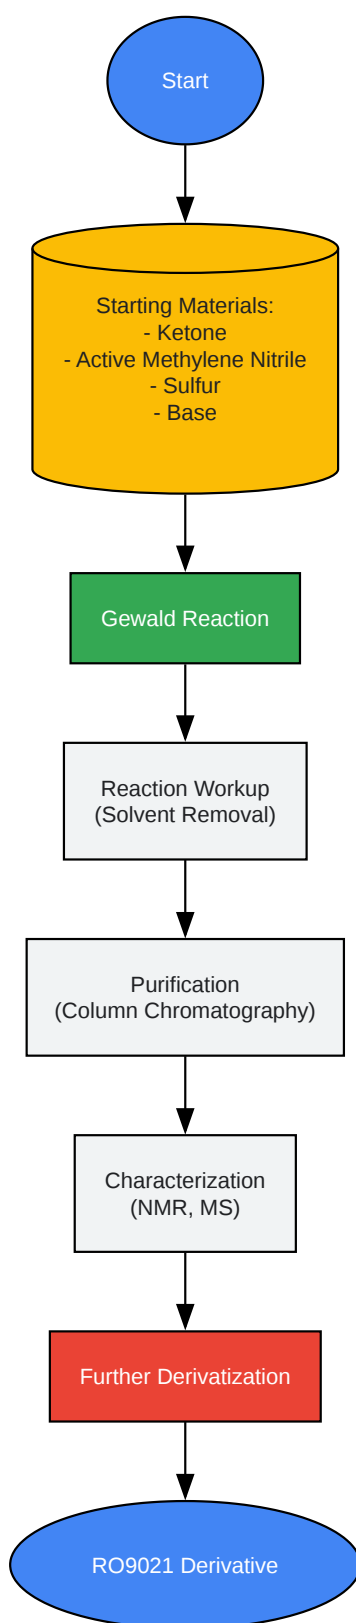 Start
Starting Materials:
- Ketone
- Active Methylene Nitrile
- Sulfur
- Base
Gewald Reaction
Reaction Workup
(Solvent Removal)
Purification
(Column Chromatography)
Characterization
(NMR, MS)
Further Derivatization
RO9021 Derivative